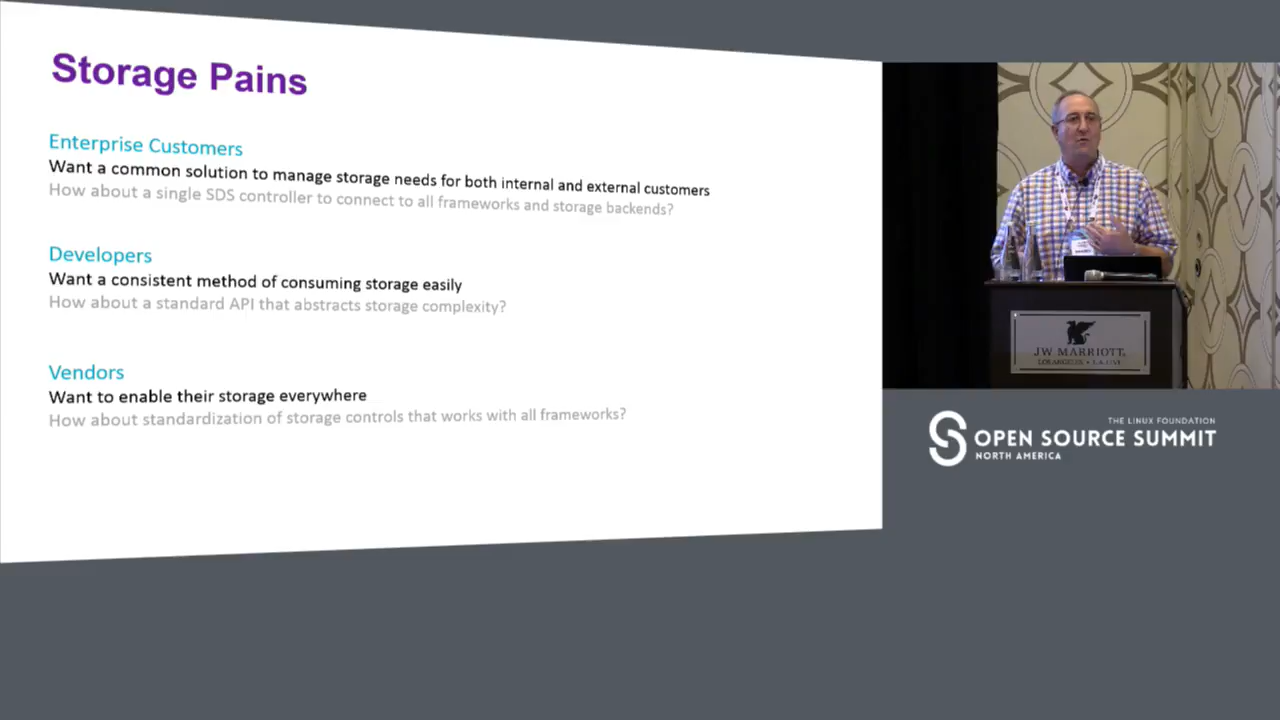 Storage Pains
Enterprise Customers
Want a common solution to manage storage needs for both internal and external customers
How about a single SDS controller to connect to all frameworks and storage backends?
Developers
Want a consistent method of consuming storage easily
How about a standard API that abstracts storage complexity?
Vendors
Want to enable their storage everywhere
How about standardization of storage controls that works with all frameworks?
JW MARRIOTT
LOS ANGELES • L.A. LIVE
THE LINUX FOUNDATION
OPEN SOURCE SUMMIT
NORTH AMERICA